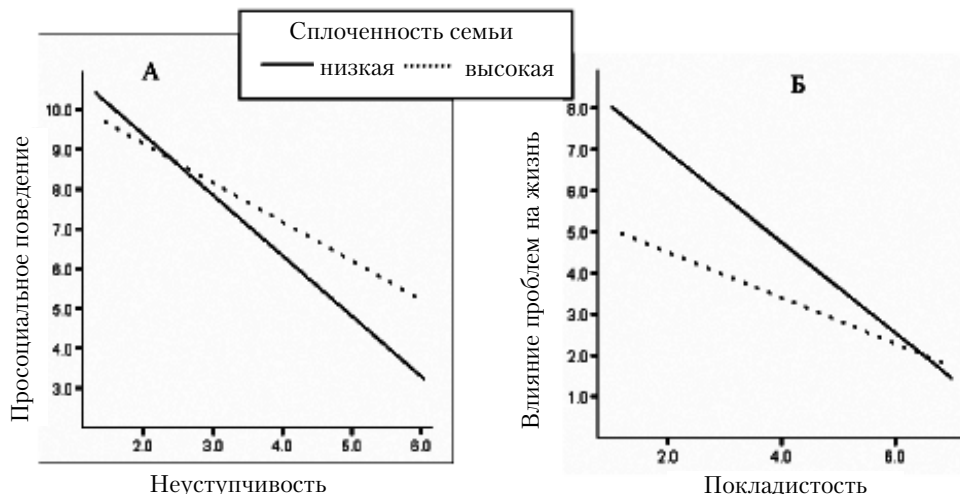 Сплоченность семьи
низкая высокая
А
Просоциальное поведение
10.0
9.0
8.0
7.0
6.0
5.0
4.0
3.0
2.0 3.0 4.0 5.0 6.0
Неуступчивость
Б
Влияние проблем на жизнь
8.0
7.0
6.0
5.0
4.0
3.0
2.0
1.0
2.0 4.0 6.0
Покладистость